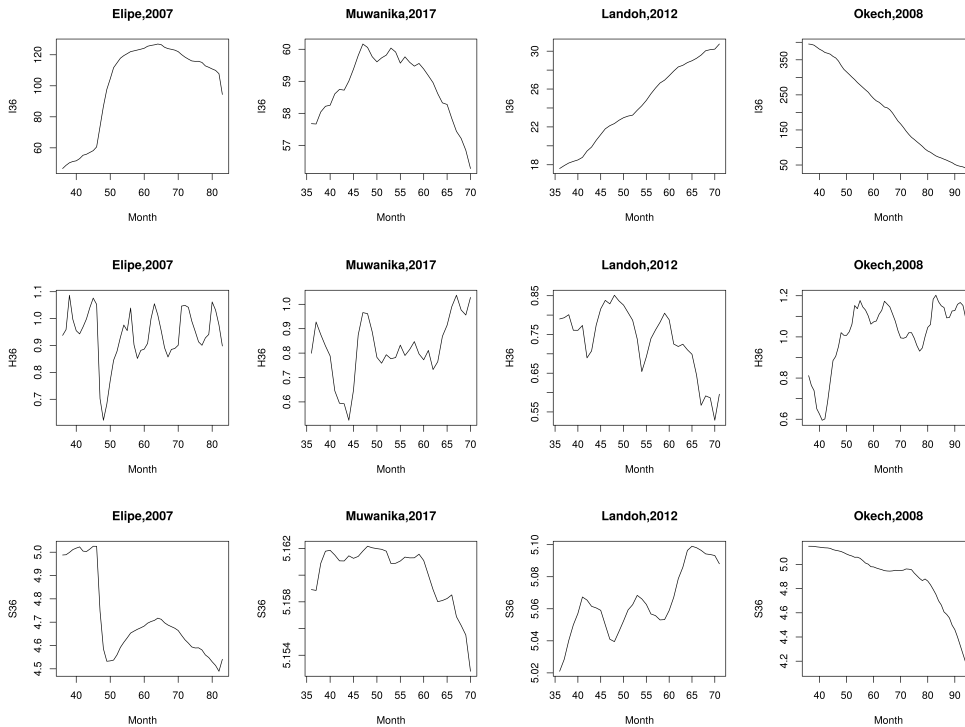 Elipe,2007
Muwanika,2017
Landoh,2012
Okech,2008
I36
60 80 100 120
40 50 60 70 80
Month
I36
57 58 59 60
35 40 45 50 55 60 65 70
Month
I36
18 22 26 30
35 40 45 50 55 60 65 70
Month
I36
50 150 250 350
40 50 60 70 80 90
Month
Elipe,2007
Muwanika,2017
Landoh,2012
Okech,2008
H36
0.7 0.8 0.9 1.0 1.1
40 50 60 70 80
Month
H36
0.6 0.7 0.8 0.9 1.0
35 40 45 50 55 60 65 70
Month
H36
0.55 0.65 0.75 0.85
35 40 45 50 55 60 65 70
Month
H36
0.6 0.8 1.0 1.2
40 50 60 70 80 90
Month
Elipe,2007
Muwanika,2017
Landoh,2012
Okech,2008
S36
4.5 4.6 4.7 4.8 4.9 5.0
40 50 60 70 80
Month
S36
5.154 5.158 5.162
35 40 45 50 55 60 65 70
Month
S36
5.02 5.04 5.06 5.08 5.10
35 40 45 50 55 60 65 70
Month
S36
4.2 4.4 4.6 4.8 5.0
40 50 60 70 80 90
Month